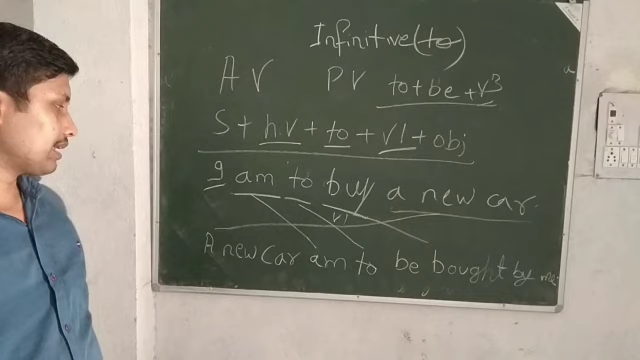 Infinitive(to)
AV PV to+be+V3
S+ h.v + to + v1 + obj
I am to buy a new car.
v1
A new car am to be bought by me.